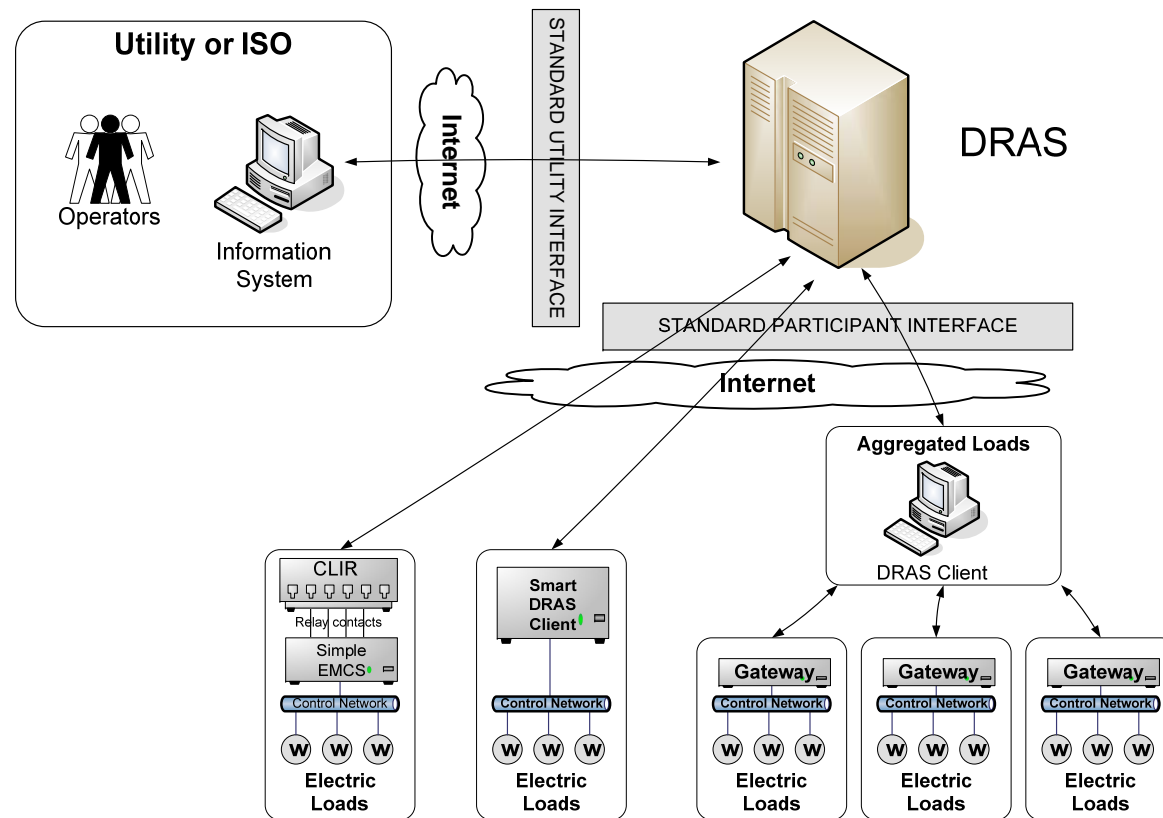 Utility or ISO
Operators
Information
System
Internet
STANDARD UTILITY INTERFACE
DRAS
STANDARD PARTICIPANT INTERFACE
Internet
Aggregated Loads
DRAS Client
CLIR
Relay contacts
Simple
EMCS
Control Network
W W W
Electric
Loads
Smart
DRAS
Client
Control Network
W W W
Electric
Loads
Gateway
Control Network
W W W
Electric
Loads
Gateway
Control Network
W W W
Electric
Loads
Gateway
Control Network
W W W
Electric
Loads